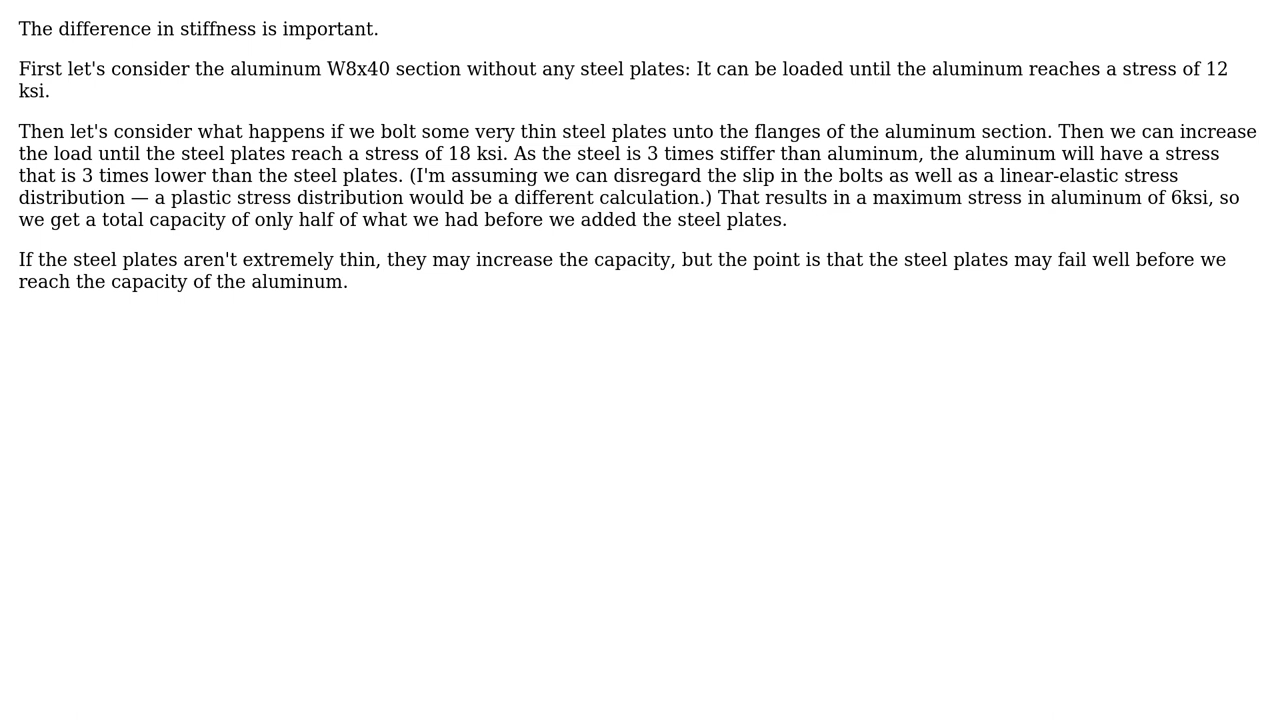 The difference in stiffness is important.
First let's consider the aluminum W8x40 section without any steel plates: It can be loaded until the aluminum reaches a stress of 12
ksi.
Then let's consider what happens if we bolt some very thin steel plates unto the flanges of the aluminum section. Then we can increase
the load until the steel plates reach a stress of 18 ksi. As the steel is 3 times stiffer than aluminum, the aluminum will have a stress
that is 3 times lower than the steel plates. (I'm assuming we can disregard the slip in the bolts as well as a linear-elastic stress
distribution — a plastic stress distribution would be a different calculation.) That results in a maximum stress in aluminum of 6ksi, so
we get a total capacity of only half of what we had before we added the steel plates.
If the steel plates aren't extremely thin, they may increase the capacity, but the point is that the steel plates may fail well before we
reach the capacity of the aluminum.